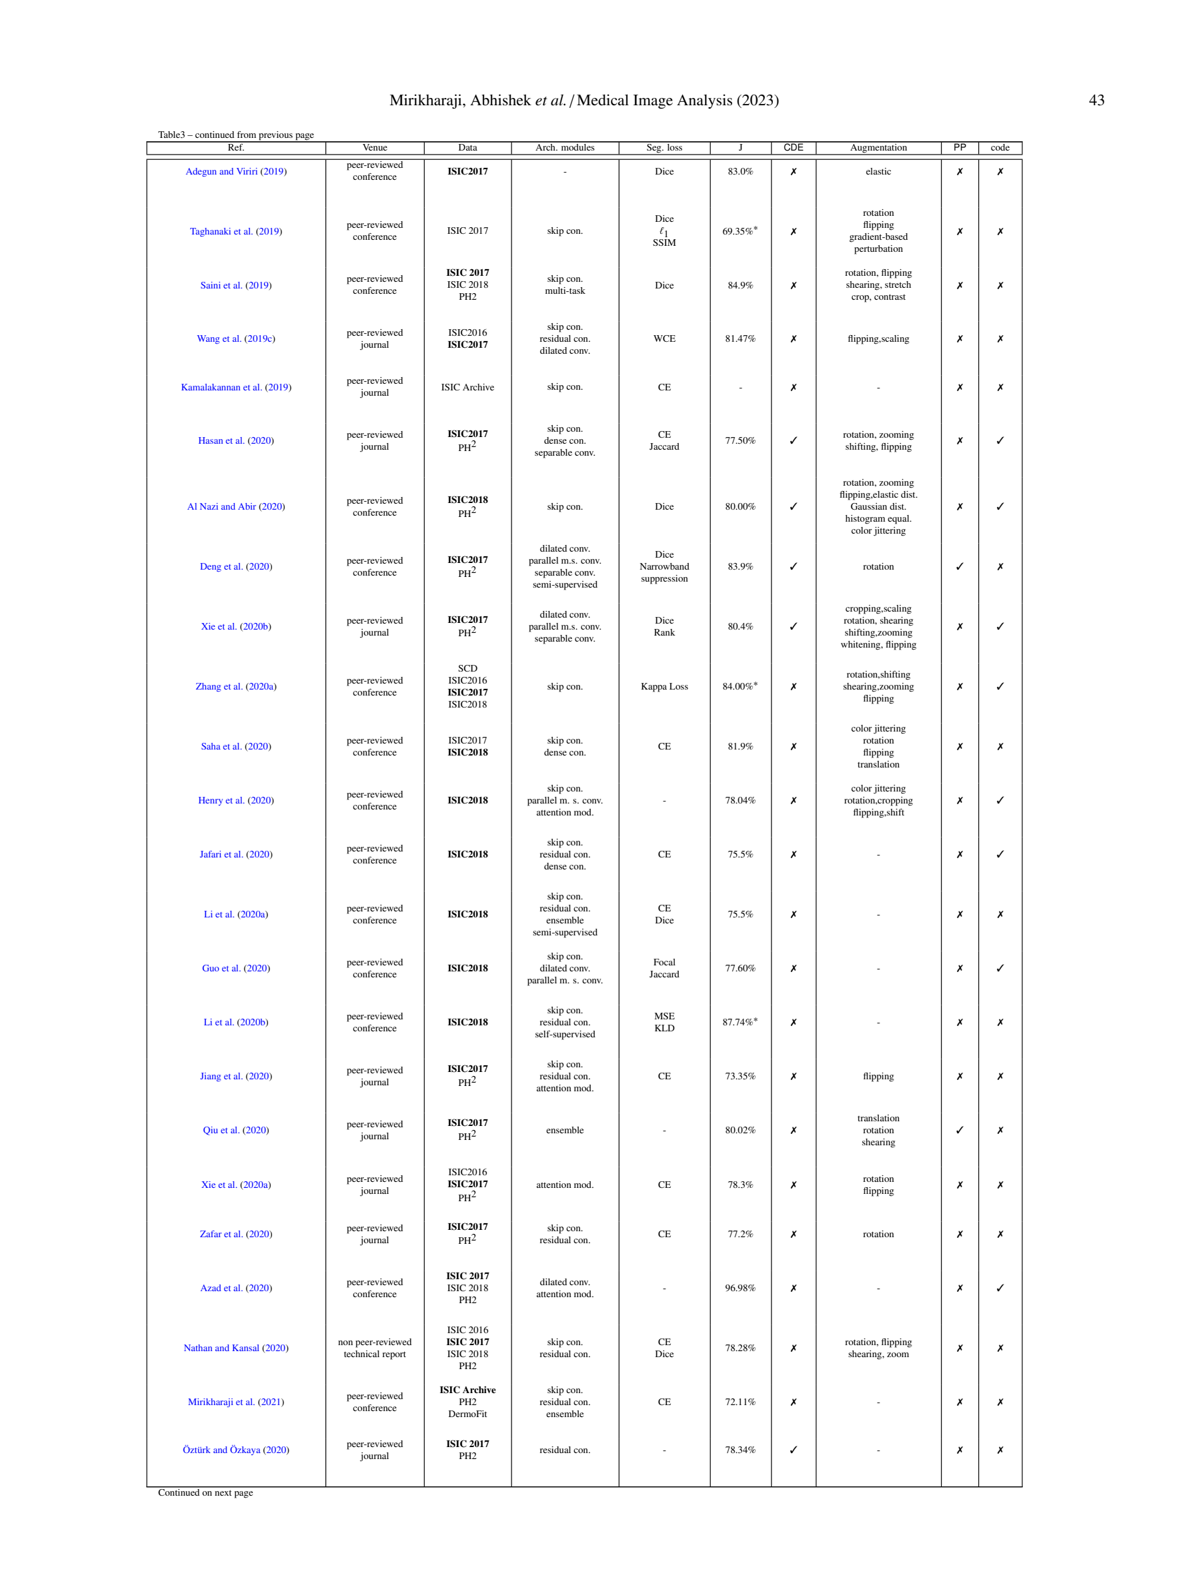 Mirikharaji, Abhishek et al. / Medical Image Analysis (2023) 43
Table3 – continued from previous page
Ref. Venue Data Arch. modules Seg. loss J CDE Augmentation PP code
Adegun and Viriri (2019)
peer-reviewed
conference
ISIC2017
-
Dice
83.0%
✗
elastic
✗
✗
Taghanaki et al. (2019)
peer-reviewed
conference
ISIC 2017
skip con.
Dice
ℓ1
SSIM
69.35%*
✗
rotation
flipping
gradient-based
perturbation
✗
✗
Saini et al. (2019)
peer-reviewed
conference
ISIC 2017
ISIC 2018
PH2
skip con.
multi-task
Dice
84.9%
✗
rotation, flipping
shearing, stretch
crop, contrast
✗
✗
Wang et al. (2019c)
peer-reviewed
journal
ISIC2016
ISIC2017
skip con.
residual con.
dilated conv.
WCE
81.47%
✗
flipping,scaling
✗
✗
Kamalakannan et al. (2019)
peer-reviewed
journal
ISIC Archive
skip con.
CE
-
✗
-
✗
✗
Hasan et al. (2020)
peer-reviewed
journal
ISIC2017
PH2
skip con.
dense con.
separable conv.
CE
Jaccard
77.50%
✓
rotation, zooming
shifting, flipping
✗
✓
Al Nazi and Abir (2020)
peer-reviewed
conference
ISIC2018
PH2
skip con.
Dice
80.00%
✓
rotation, zooming
flipping,elastic dist.
Gaussian dist.
histogram equal.
color jittering
✗
✓
Deng et al. (2020)
peer-reviewed
conference
ISIC2017
PH2
dilated conv.
parallel m.s. conv.
separable conv.
semi-supervised
Dice
Narrowband
suppression
83.9%
✓
rotation
✓
✗
Xie et al. (2020b)
peer-reviewed
journal
ISIC2017
PH2
dilated conv.
parallel m.s. conv.
separable conv.
Dice
Rank
80.4%
✓
cropping,scaling
rotation, shearing
shifting,zooming
whitening, flipping
✗
✓
Zhang et al. (2020a)
peer-reviewed
conference
SCD
ISIC2016
ISIC2017
ISIC2018
skip con.
Kappa Loss
84.00%*
✗
rotation,shifting
shearing,zooming
flipping
✗
✓
Saha et al. (2020)
peer-reviewed
conference
ISIC2017
ISIC2018
skip con.
dense con.
CE
81.9%
✗
color jittering
rotation
flipping
translation
✗
✗
Henry et al. (2020)
peer-reviewed
conference
ISIC2018
skip con.
parallel m. s. conv.
attention mod.
-
78.04%
✗
color jittering
rotation,cropping
flipping,shift
✗
✓
Jafari et al. (2020)
peer-reviewed
conference
ISIC2018
skip con.
residual con.
dense con.
CE
75.5%
✗
-
✗
✓
Li et al. (2020a)
peer-reviewed
conference
ISIC2018
skip con.
residual con.
ensemble
semi-supervised
CE
Dice
75.5%
✗
-
✗
✗
Guo et al. (2020)
peer-reviewed
conference
ISIC2018
skip con.
dilated conv.
parallel m. s. conv.
Focal
Jaccard
77.60%
✗
-
✗
✓
Li et al. (2020b)
peer-reviewed
conference
ISIC2018
skip con.
residual con.
self-supervised
MSE
KLD
87.74%*
✗
-
✗
✗
Jiang et al. (2020)
peer-reviewed
journal
ISIC2017
PH2
skip con.
residual con.
attention mod.
CE
73.35%
✗
flipping
✗
✗
Qiu et al. (2020)
peer-reviewed
journal
ISIC2017
PH2
ensemble
-
80.02%
✗
translation
rotation
shearing
✓
✗
Xie et al. (2020a)
peer-reviewed
journal
ISIC2016
ISIC2017
PH2
attention mod.
CE
78.3%
✗
rotation
flipping
✗
✗
Zafar et al. (2020)
peer-reviewed
journal
ISIC2017
PH2
skip con.
residual con.
CE
77.2%
✗
rotation
✗
✗
Azad et al. (2020)
peer-reviewed
conference
ISIC 2017
ISIC 2018
PH2
dilated conv.
attention mod.
-
96.98%
✗
-
✗
✓
Nathan and Kansal (2020)
non peer-reviewed
technical report
ISIC 2016
ISIC 2017
ISIC 2018
PH2
skip con.
residual con.
CE
Dice
78.28%
✗
rotation, flipping
shearing, zoom
✗
✗
Mirikharaji et al. (2021)
peer-reviewed
conference
ISIC Archive
PH2
DermoFit
skip con.
residual con.
ensemble
CE
72.11%
✗
-
✗
✗
Öztürk and Özkaya (2020)
peer-reviewed
journal
ISIC 2017
PH2
residual con.
-
78.34%
✓
-
✗
✗
Continued on next page